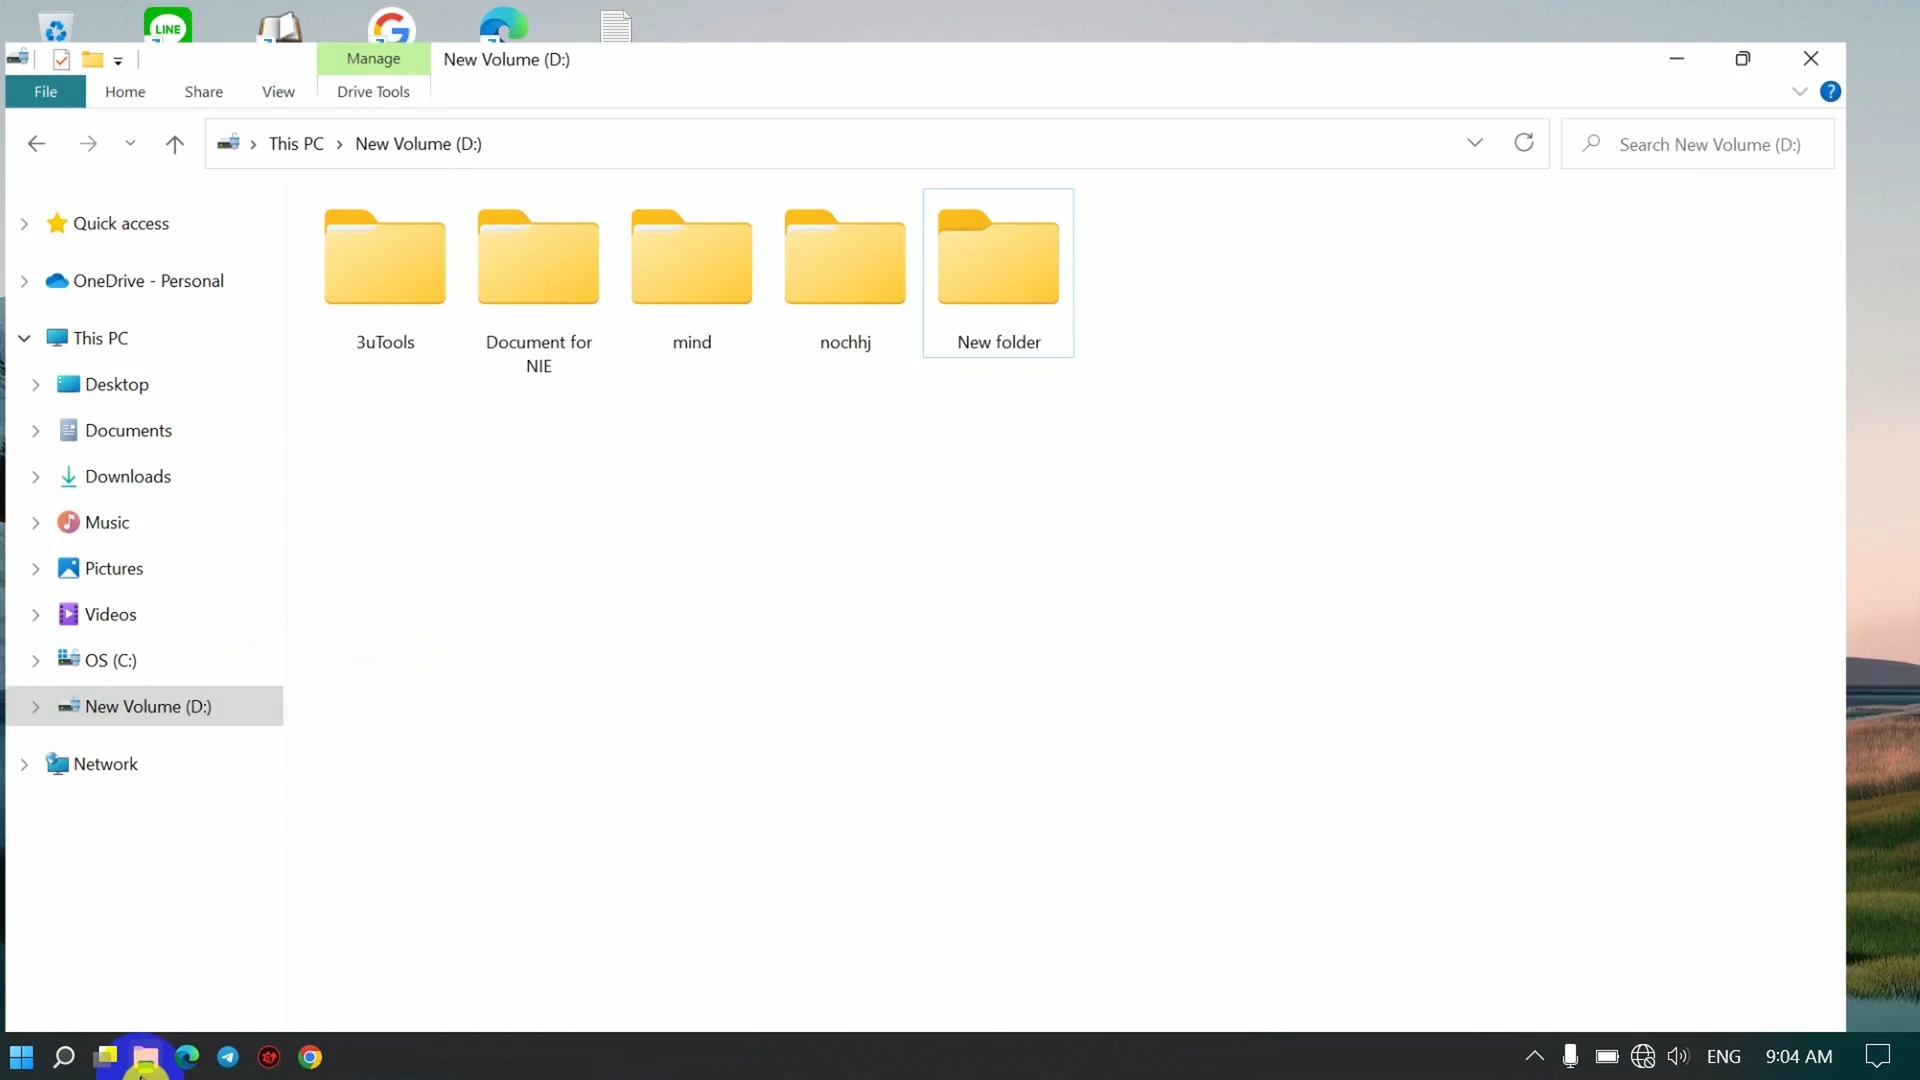 LINE
Manage
New Volume (D:)
File
Home
Share
View
Drive Tools
?
This PC
New Volume (D:)
Search New Volume (D:)
Quick access
OneDrive - Personal
This PC
Desktop
Documents
Downloads
Music
Pictures
Videos
OS (C:)
New Volume (D:)
Network
3uTools
Document for
NIE
mind
nochhj
New folder
ENG
9:04 AM